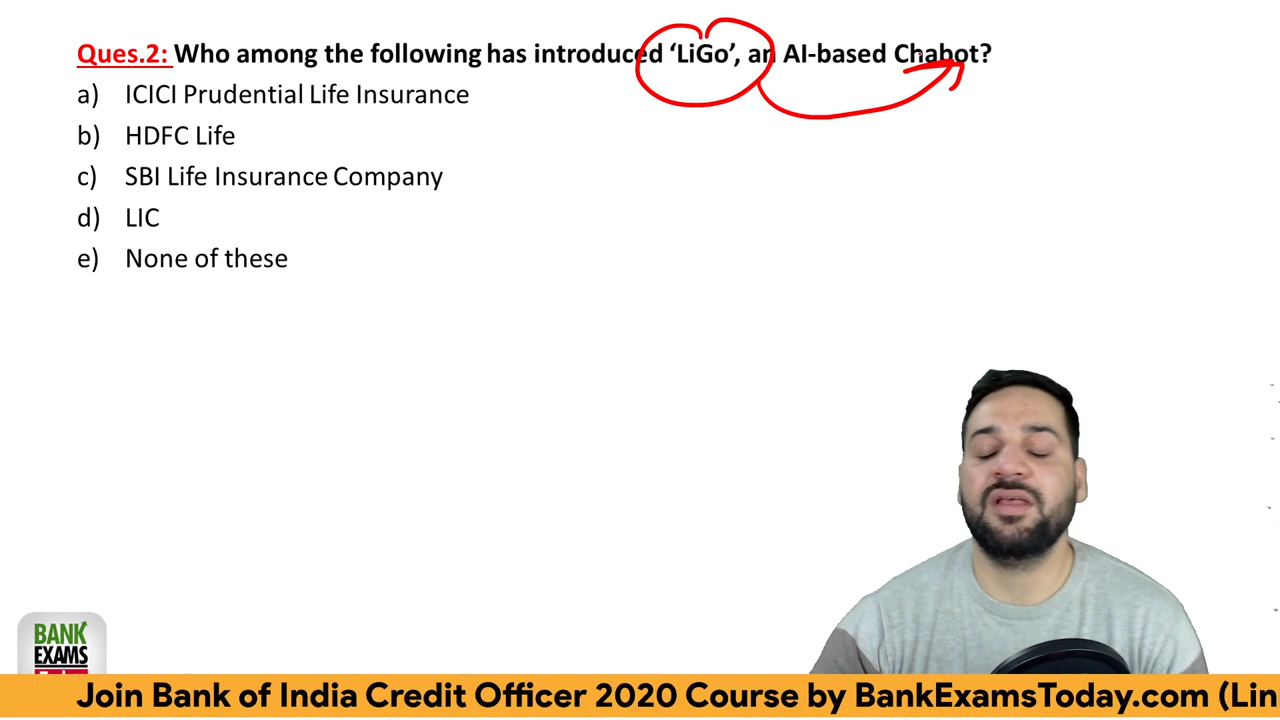 Ques.2: Who among the following has introduced ‘LiGo’, an AI-based Chabot?
a) ICICI Prudential Life Insurance
b) HDFC Life
c) SBI Life Insurance Company
d) LIC
e) None of these
BANK
EXAMS
Join Bank of India Credit Officer 2020 Course by BankExamsToday.com (Lin